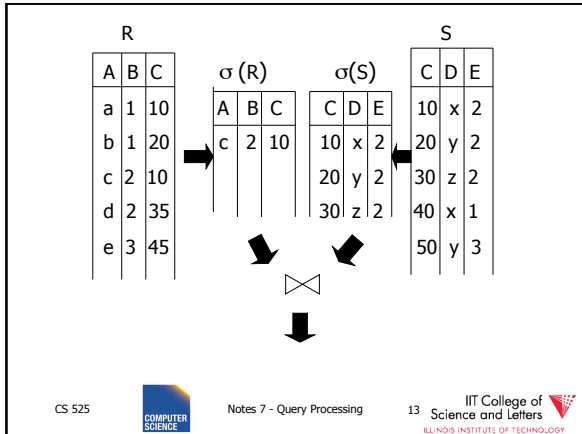 R S
σ (R) σ(S)
A B C A B C C D E C D E
a 1 10 c 2 10 10 x 2 10 x 2
b 1 20 20 y 2 20 y 2
c 2 10 30 z 2 30 z 2
d 2 35 40 x 1
e 3 45 50 y 3
CS 525 COMPUTER SCIENCE Notes 7 - Query Processing 13 IIT College of Science and Letters
ILLINOIS INSTITUTE OF TECHNOLOGY